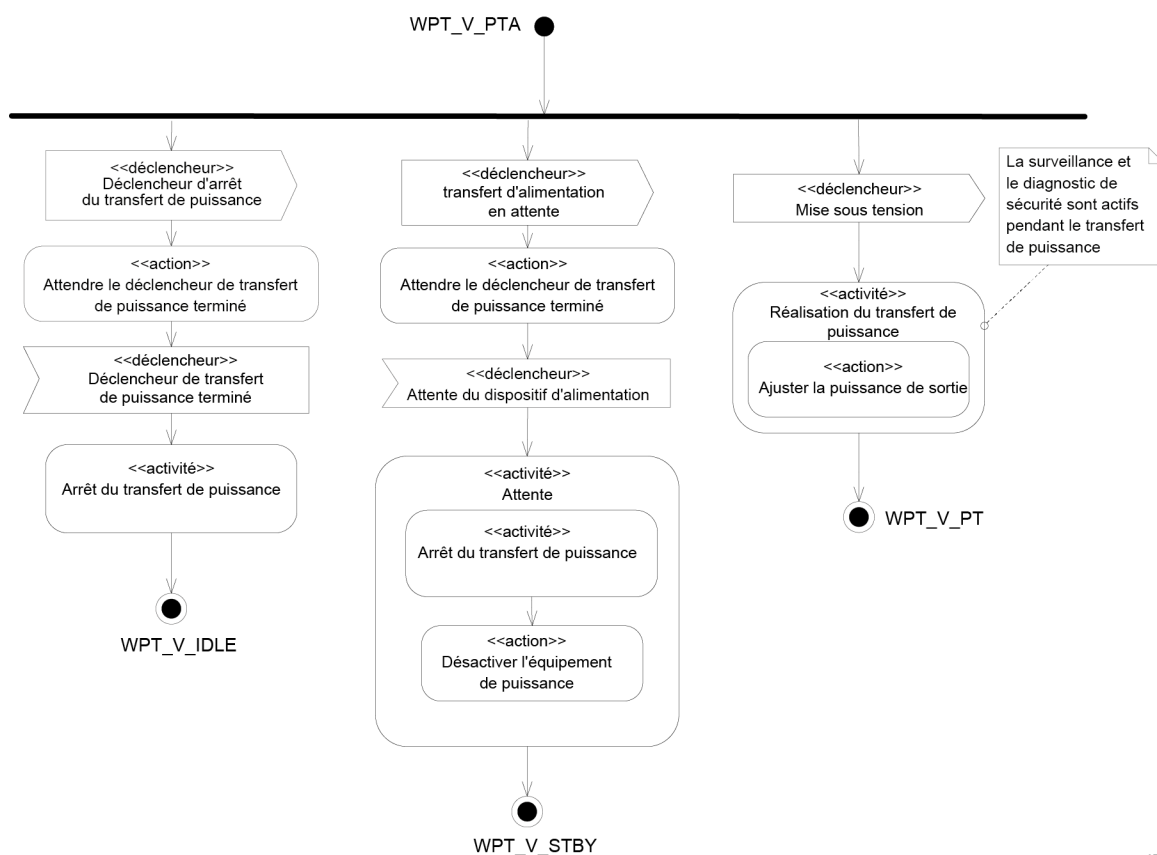 WPT_V_PTA
<<déclencheur>>
Déclencheur d'arrêt
du transfert de puissance
<<action>>
Attendre le déclencheur de transfert
de puissance terminé
<<déclencheur>>
Déclencheur de transfert
de puissance terminé
<<activité>>
Arrêt du transfert de puissance
WPT_V_IDLE
<<déclencheur>>
transfert d'alimentation
en attente
<<action>>
Attendre le déclencheur de transfert
de puissance terminé
<<déclencheur>>
Attente du dispositif d'alimentation
<<activité>>
Attente
<<activité>>
Arrêt du transfert de puissance
<<action>>
Désactiver l'équipement
de puissance
WPT_V_STBY
<<déclencheur>>
Mise sous tension
<<activité>>
Réalisation du transfert de
puissance
<<action>>
Ajuster la puissance de sortie
WPT_V_PT
La surveillance et
le diagnostic de
sécurité sont actifs
pendant le transfert
de puissance